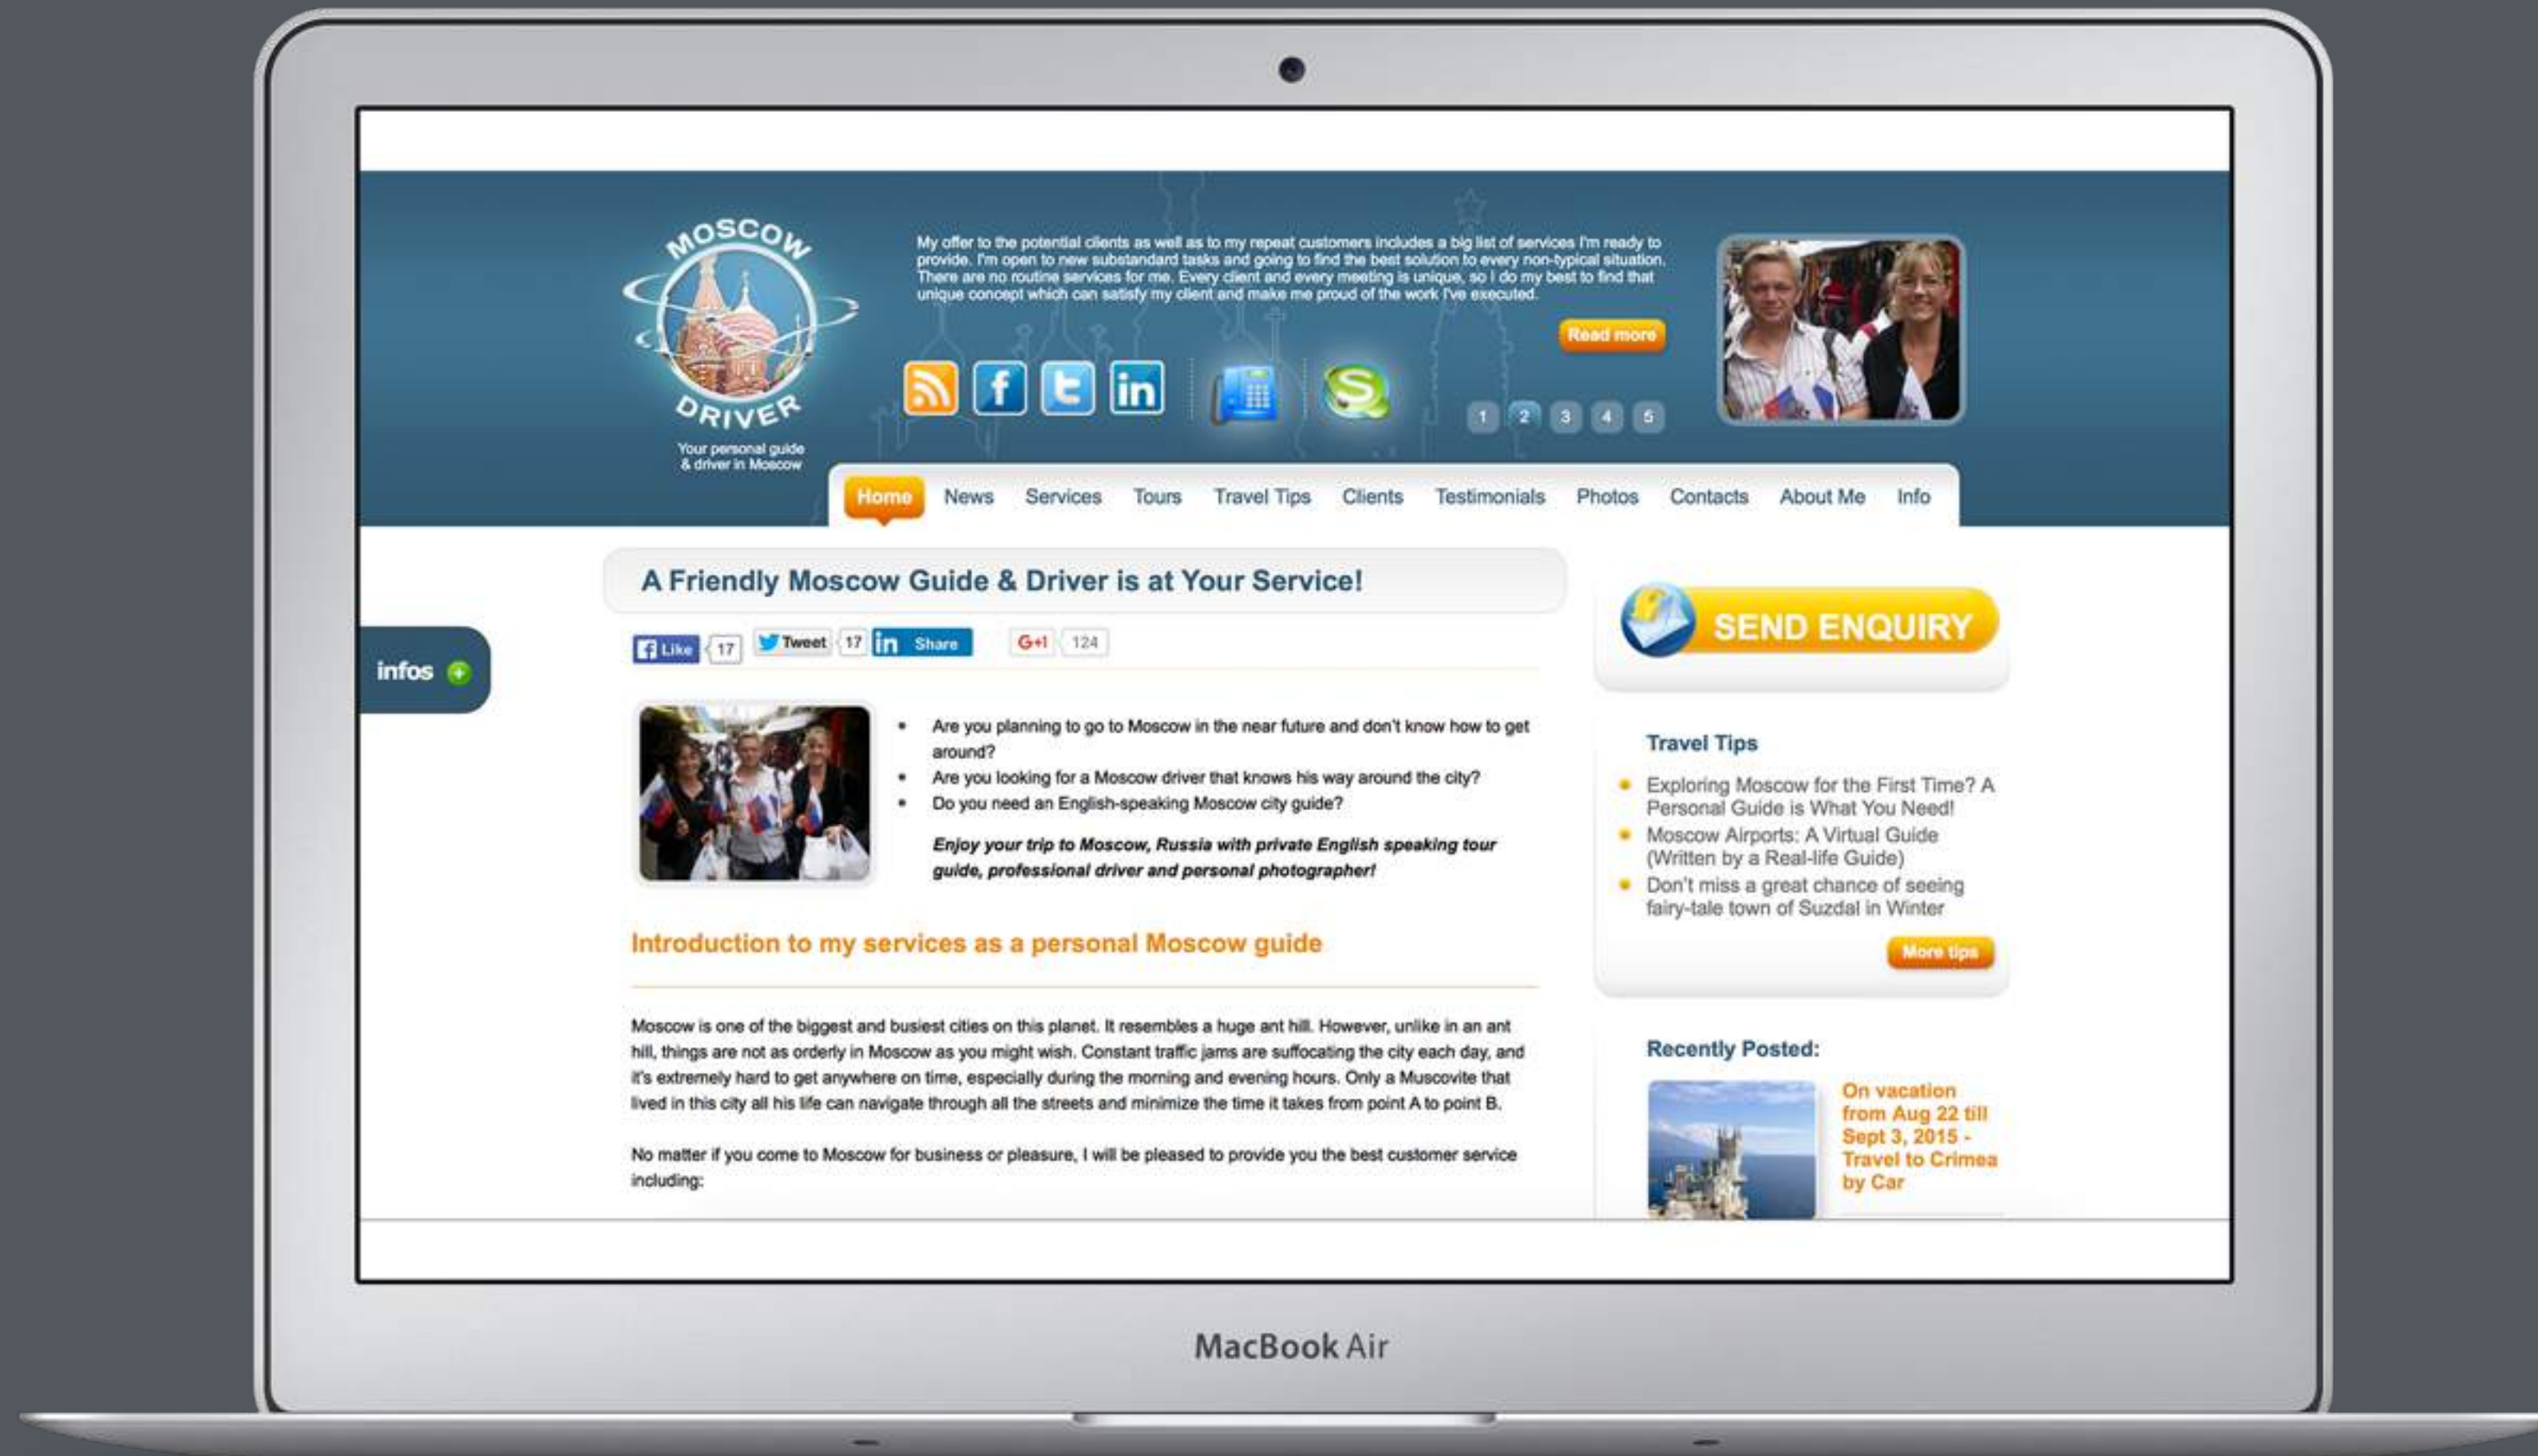 MOSCOW
DRIVER
Your personal guide
& driver in Moscow
My offer to the potential clients as well as to my repeat customers includes a big list of services I'm ready to
provide. I'm open to new substandard tasks and going to find the best solution to every non-typical situation.
There are no routine services for me. Every client and every meeting is unique, so I do my best to find that
unique concept which can satisfy my client and make me proud of the work I've executed.
Read more
f t in S
1 2 3 4 5
Home News Services Tours Travel Tips Clients Testimonials Photos Contacts About Me Info
A Friendly Moscow Guide & Driver is at Your Service!
f Like 17 Tweet 17 in Share G+1 124
infos +
• Are you planning to go to Moscow in the near future and don't know how to get
around?
• Are you looking for a Moscow driver that knows his way around the city?
• Do you need an English-speaking Moscow city guide?
Enjoy your trip to Moscow, Russia with private English speaking tour
guide, professional driver and personal photographer!
Introduction to my services as a personal Moscow guide
Moscow is one of the biggest and busiest cities on this planet. It resembles a huge ant hill. However, unlike in an ant
hill, things are not as orderly in Moscow as you might wish. Constant traffic jams are suffocating the city each day, and
it's extremely hard to get anywhere on time, especially during the morning and evening hours. Only a Muscovite that
lived in this city all his life can navigate through all the streets and minimize the time it takes from point A to point B.
No matter if you come to Moscow for business or pleasure, I will be pleased to provide you the best customer service
including:
SEND ENQUIRY
Travel Tips
Exploring Moscow for the First Time? A
Personal Guide is What You Need!
Moscow Airports: A Virtual Guide
(Written by a Real-life Guide)
Don't miss a great chance of seeing
fairy-tale town of Suzdal in Winter
More tips
Recently Posted:
On vacation
from Aug 22 till
Sept 3, 2015 -
Travel to Crimea
by Car
MacBook Air